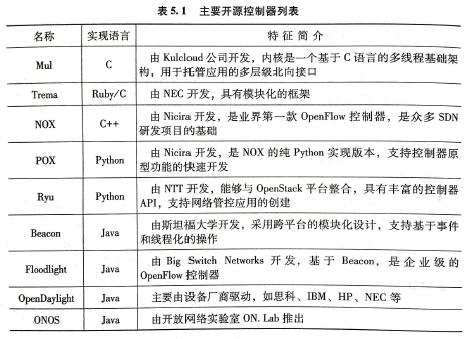 表 5.1 主要开源控制器列表
名称 实现语言 特征简介
Mul C 由 Kulcloud 公司开发，内核是一个基于 C 语言的多线程基础架
构，用于托管应用的多层级北向接口
Trema Ruby/C 由 NEC 开发，具有模块化的框架
NOX C++ 由 Nicira 开发，是业界第一款 OpenFlow 控制器，是众多 SDN
研发项目的基础
POX Python 由 Nicira 开发，是 NOX 的纯 Python 实现版本，支持控制器原
型功能的快速开发
Ryu Python 由 NTT 开发，能够与 OpenStack 平台整合，具有丰富的控制器
API，支持网络管控应用的创建
Beacon Java 由斯坦福大学开发，采用跨平台的模块化设计，支持基于事件
和线程化的操作
Floodlight Java 由 Big Switch Networks 开发，基于 Beacon，是企业级的
OpenFlow 控制器
OpenDaylight Java 主要由设备厂商驱动，如思科、IBM、HP、NEC 等
ONOS Java 由开放网络实验室 ON. Lab 推出